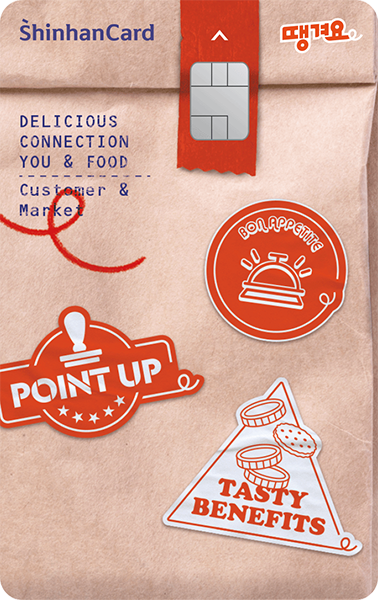 ShinhanCard
땡겨요
DELICIOUS
CONNECTION
YOU & FOOD
Customer &
Market
BON APPETITE
POINT UP
TASTY
BENEFITS